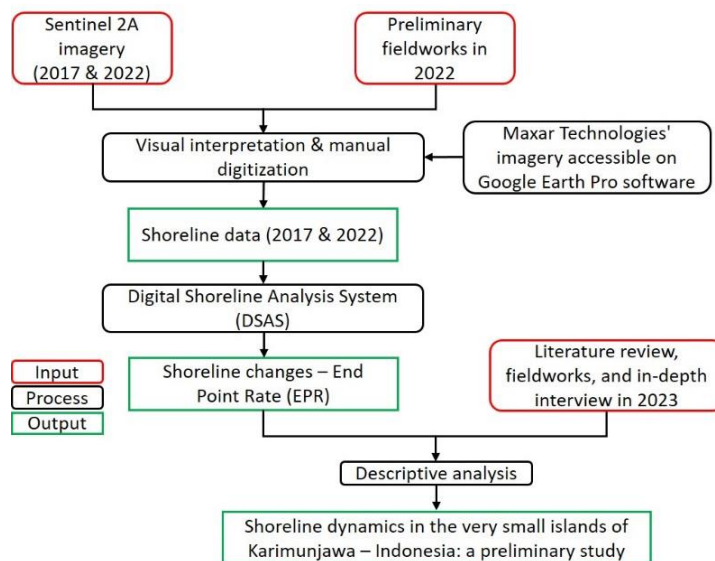 Sentinel 2A
imagery
(2017 & 2022)
Preliminary
fieldworks in
2022
Visual interpretation & manual
digitization
Maxar Technologies'
imagery accessible on
Google Earth Pro software
Shoreline data (2017 & 2022)
Digital Shoreline Analysis System
(DSAS)
Input
Process
Output
Shoreline changes – End
Point Rate (EPR)
Literature review,
fieldworks, and in-depth
interview in 2023
Descriptive analysis
Shoreline dynamics in the very small islands of
Karimunjawa – Indonesia: a preliminary study